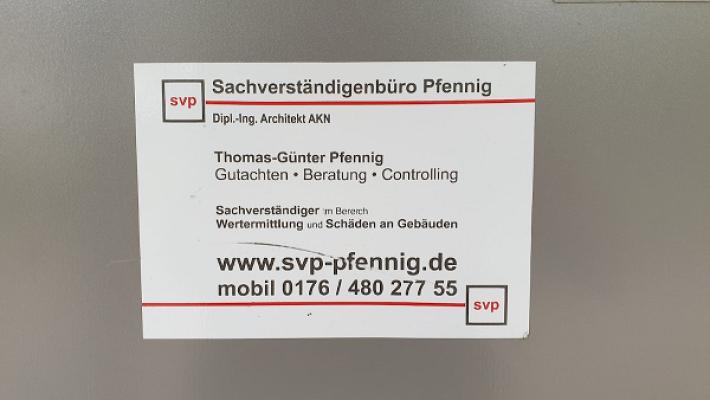 svp
Sachverständigenbüro Pfennig
Dipl.-Ing. Architekt AKN
Thomas-Günter Pfennig
Gutachten • Beratung • Controlling
Sachverständiger im Bereich
Wertermittlung und Schäden an Gebäuden
www.svp-pfennig.de
mobil 0176 / 480 277 55
svp